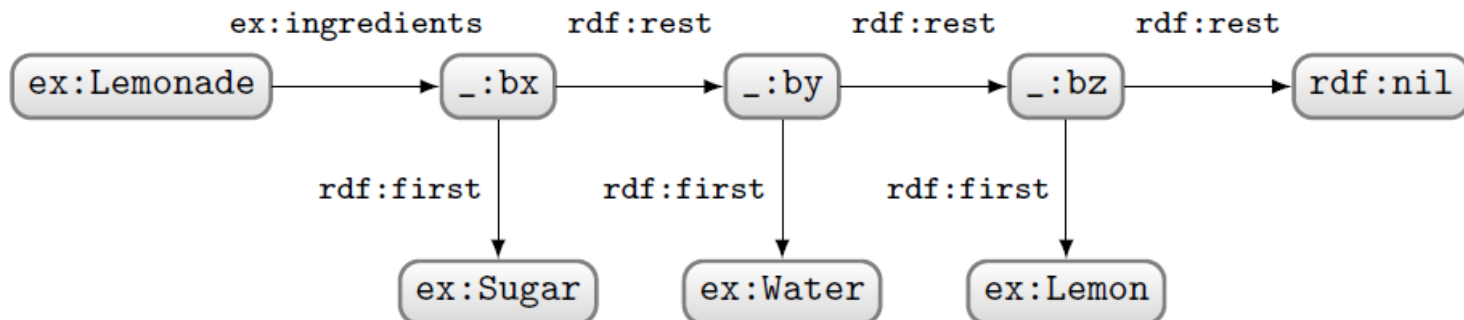 ex:ingredients rdf:rest rdf:rest rdf:rest
ex:Lemonade _:bx _:by _:bz rdf:nil
rdf:first rdf:first rdf:first
ex:Sugar ex:Water ex:Lemon